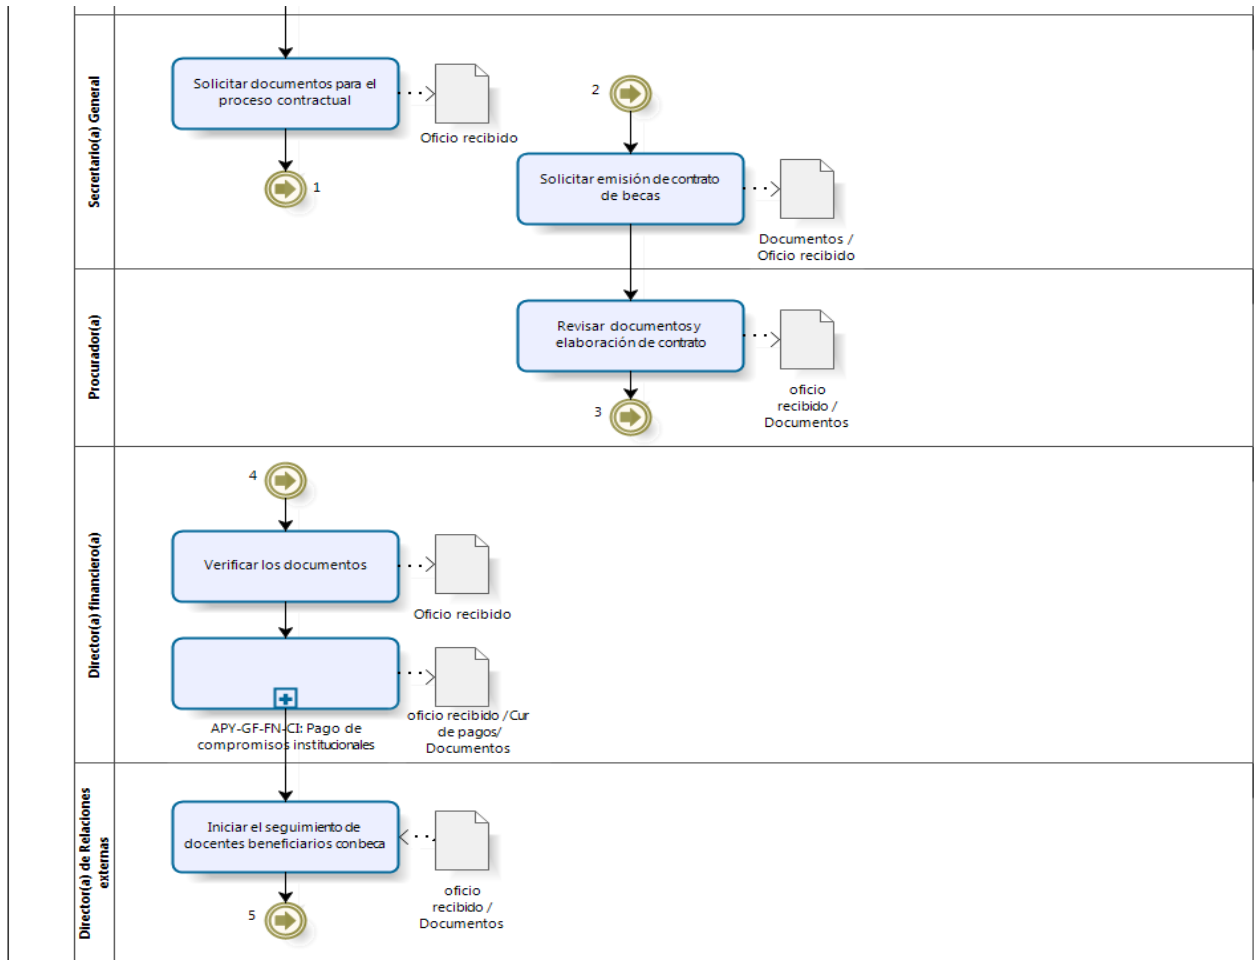 Secretario(a) General
Solicitar documentos para el
proceso contractual
Oficio recibido
1
2
Solicitar emisión de contrato
de becas
Documentos /
Oficio recibido
Procurador(a)
Revisar documentos y
elaboración de contrato
oficio
recibido /
Documentos
3
Director(a) financiero(a)
4
Verificar los documentos
Oficio recibido
APY-GF-FN-CI: Pago de
compromisos institucionales
oficio recibido /Cur
de pagos/
Documentos
Director(a) de Relaciones
externas
Iniciar el seguimiento de
docentes beneficiarios con beca
oficio
recibido /
Documentos
5